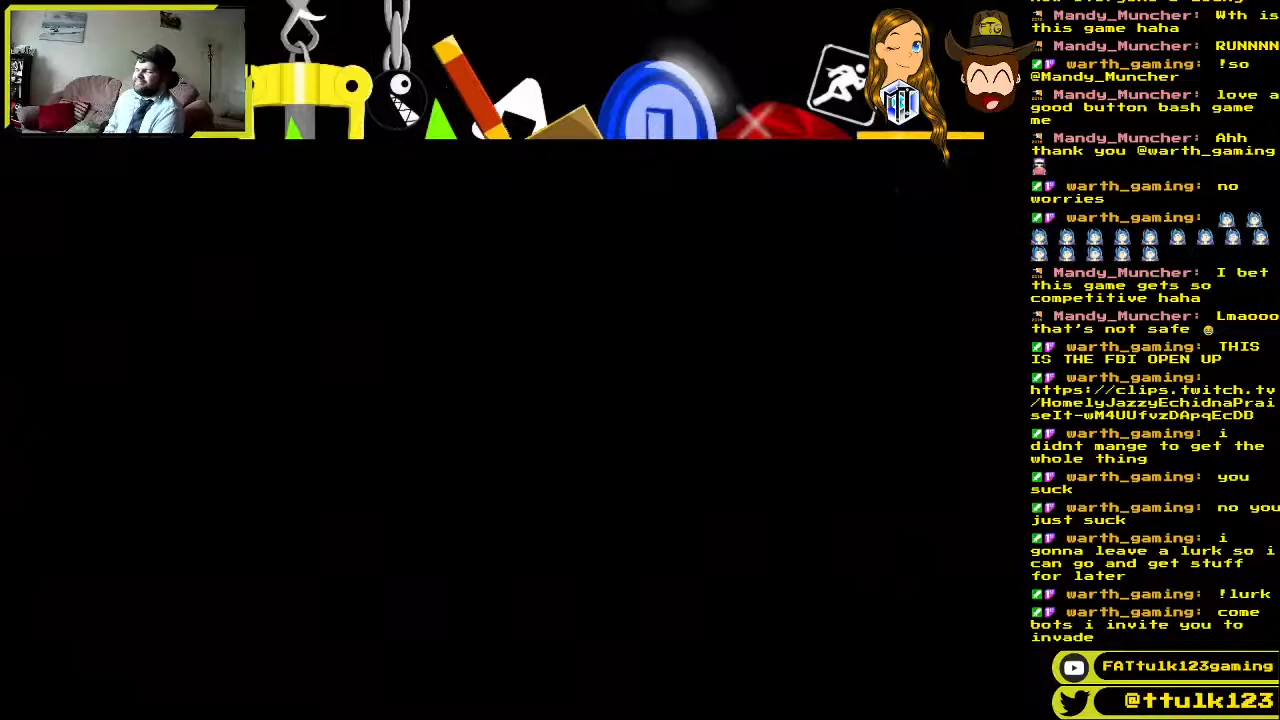 Mandy_Muncher: Wth is
this game haha
Mandy_Muncher: RUNNNN
warth_gaming: !so
@Mandy_Muncher
Mandy_Muncher: love a
good button bash game
me
Mandy_Muncher: Ahh
thank you @warth_gaming
warth_gaming: no
worries
warth_gaming:
Mandy_Muncher: I bet
this game gets so
competitive haha
Mandy_Muncher: Lmaooo
that's not safe
warth_gaming: THIS
IS THE FBI OPEN UP
warth_gaming:
https://clips.twitch.tv
/HomelyJazzyEchidnaPrai
seIt-wM4UUfvzDApqEcDB
warth_gaming: i
didnt mange to get the
whole thing
warth_gaming: you
suck
warth_gaming: no you
just suck
warth_gaming: i
gonna leave a lurk so i
can go and get stuff
for later
warth_gaming: !lurk
warth_gaming: come
bots i invite you to
invade
FATtulk123gaming
@ttulk123